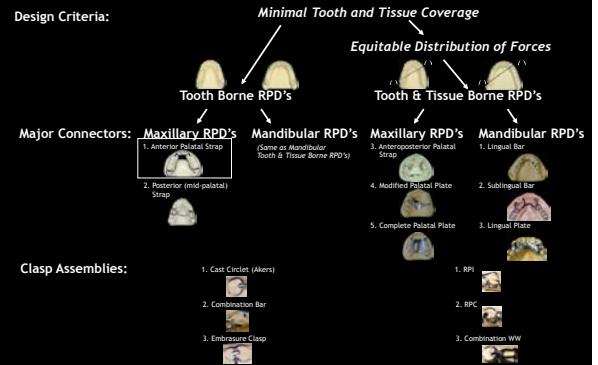 Design Criteria:
Minimal Tooth and Tissue Coverage
Equitable Distribution of Forces
Tooth Borne RPD's
Tooth & Tissue Borne RPD's
Major Connectors:
Maxillary RPD's
Mandibular RPD's
Maxillary RPD's
Mandibular RPD's
1. Anterior Palatal Strap
(Same as Mandibular
Tooth & Tissue Borne RPD's)
3. Anteroposterior Palatal
Strap
1. Lingual Bar
2. Posterior (mid-palatal)
Strap
4. Modified Palatal Plate
2. Sublingual Bar
5. Complete Palatal Plate
3. Lingual Plate
Clasp Assemblies:
1. Cast Circlet (Akers)
1. RPI
2. Combination Bar
2. RPC
3. Embrasure Clasp
3. Combination WW